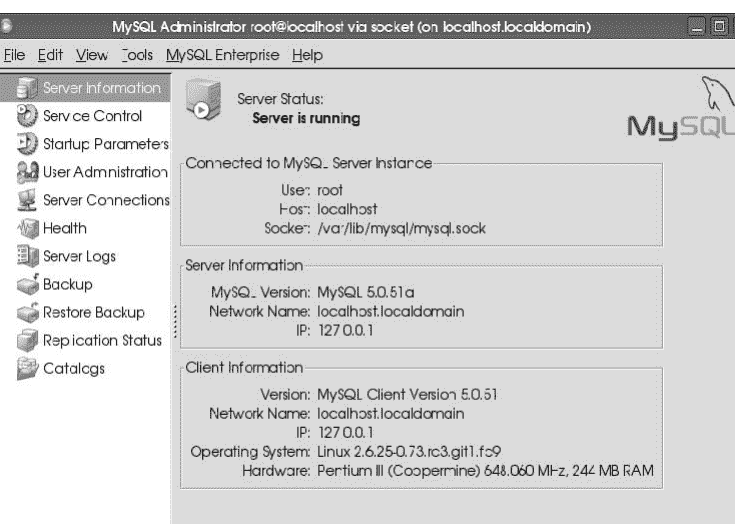 MySQL Administrator root@localhost via socket (on localhost.localdomain)
File Edit View Tools MySQL Enterprise Help
Server Information
Service Control
Startup Parameters
User Administration
Server Connections
Health
Server Logs
Backup
Restore Backup
Replication Status
Catalogs
Server Status:
Server is running
MySQL
Connected to MySQL Server Instance
User: root
Host: localhost
Socket: /var/lib/mysql/mysql.sock
Server Information
MySQL Version: MySQL 5.0.51a
Network Name: localhost.localdomain
IP: 127.0.0.1
Client Information
Version: MySQL Client Version 5.0.51
Network Name: localhost.localdomain
IP: 127.0.0.1
Operating System: Linux 2.6.25-0.73.rc3.git1.fc9
Hardware: Pentium III (Coppermine) 648.060 MHz, 244 MB RAM